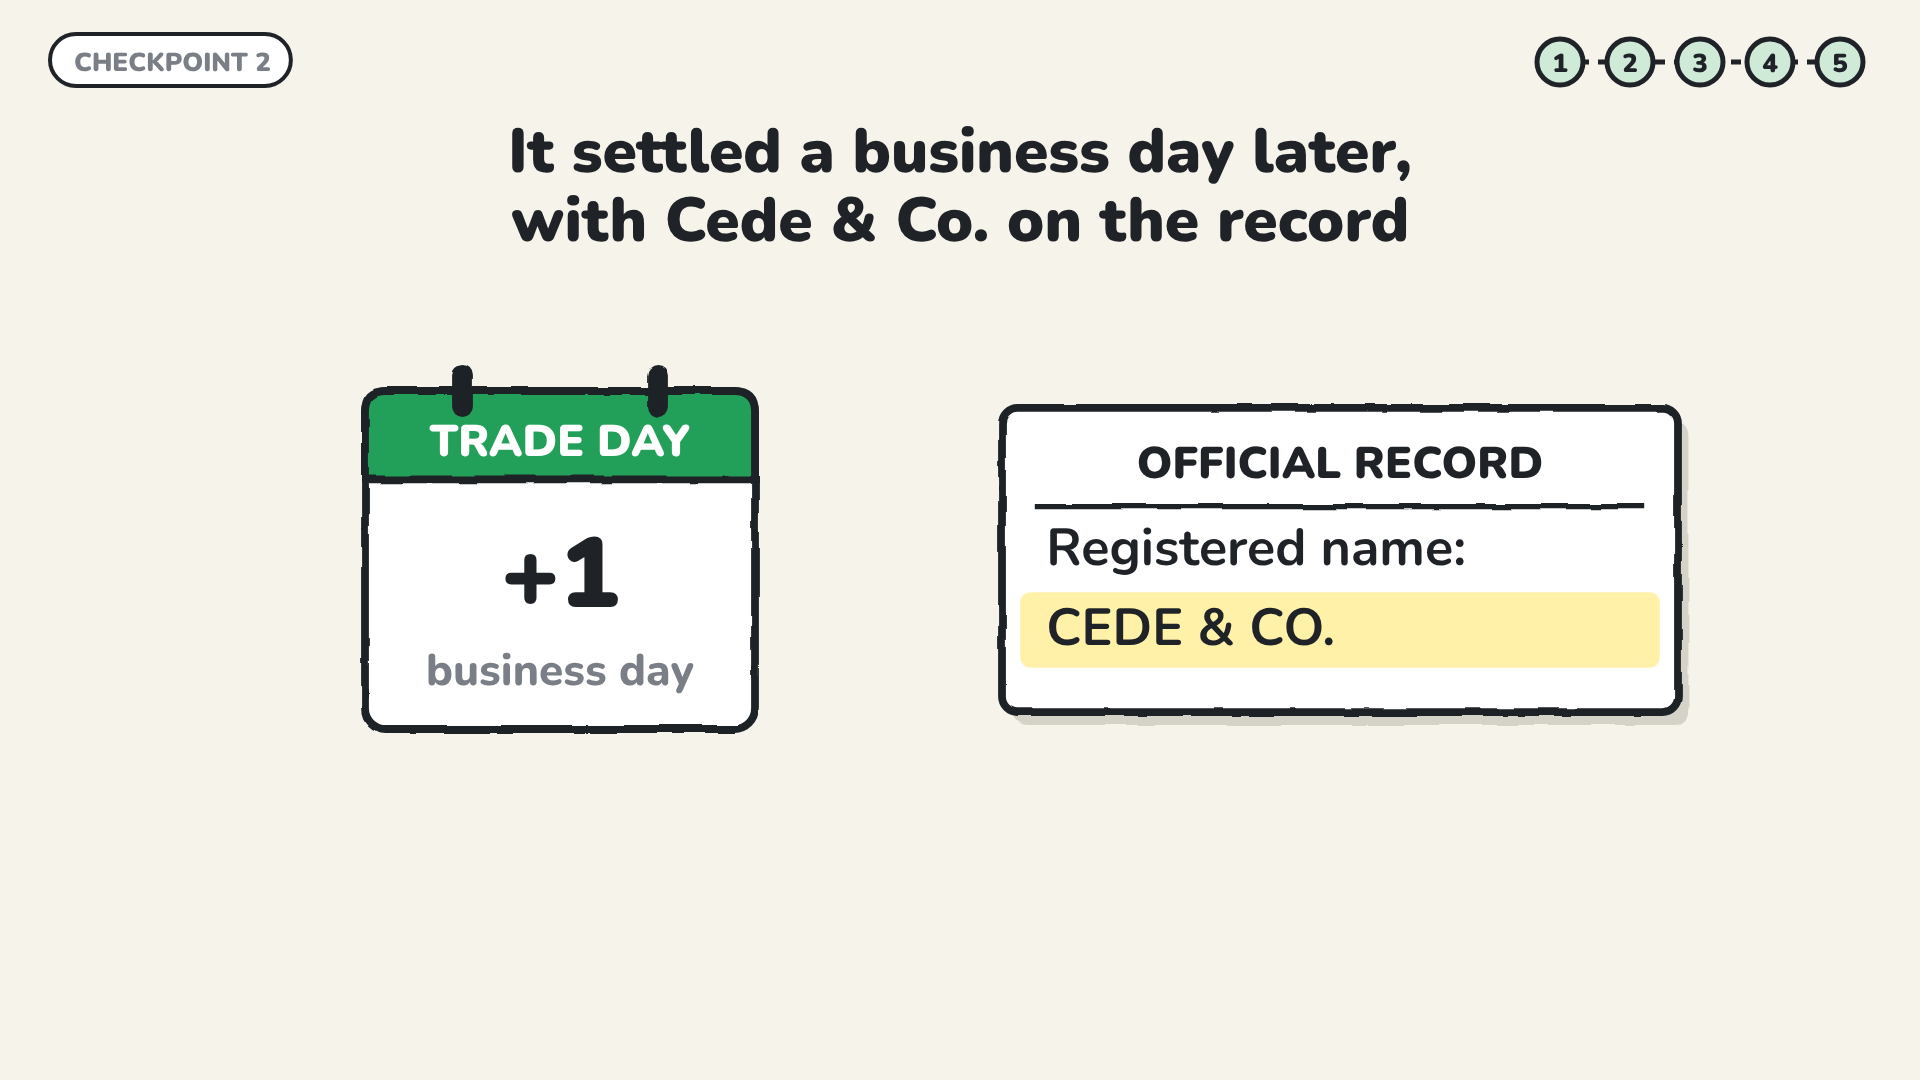 CHECKPOINT 2
1 2 3 4 5
It settled a business day later,
with Cede & Co. on the record
TRADE DAY
+1
business day
OFFICIAL RECORD
Registered name:
CEDE & CO.